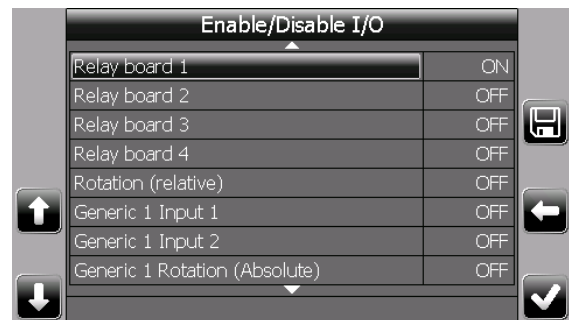 Enable/Disable I/O
Relay board 1 ON
Relay board 2 OFF
Relay board 3 OFF
Relay board 4 OFF
Rotation (relative) OFF
Generic 1 Input 1 OFF
Generic 1 Input 2 OFF
Generic 1 Rotation (Absolute) OFF